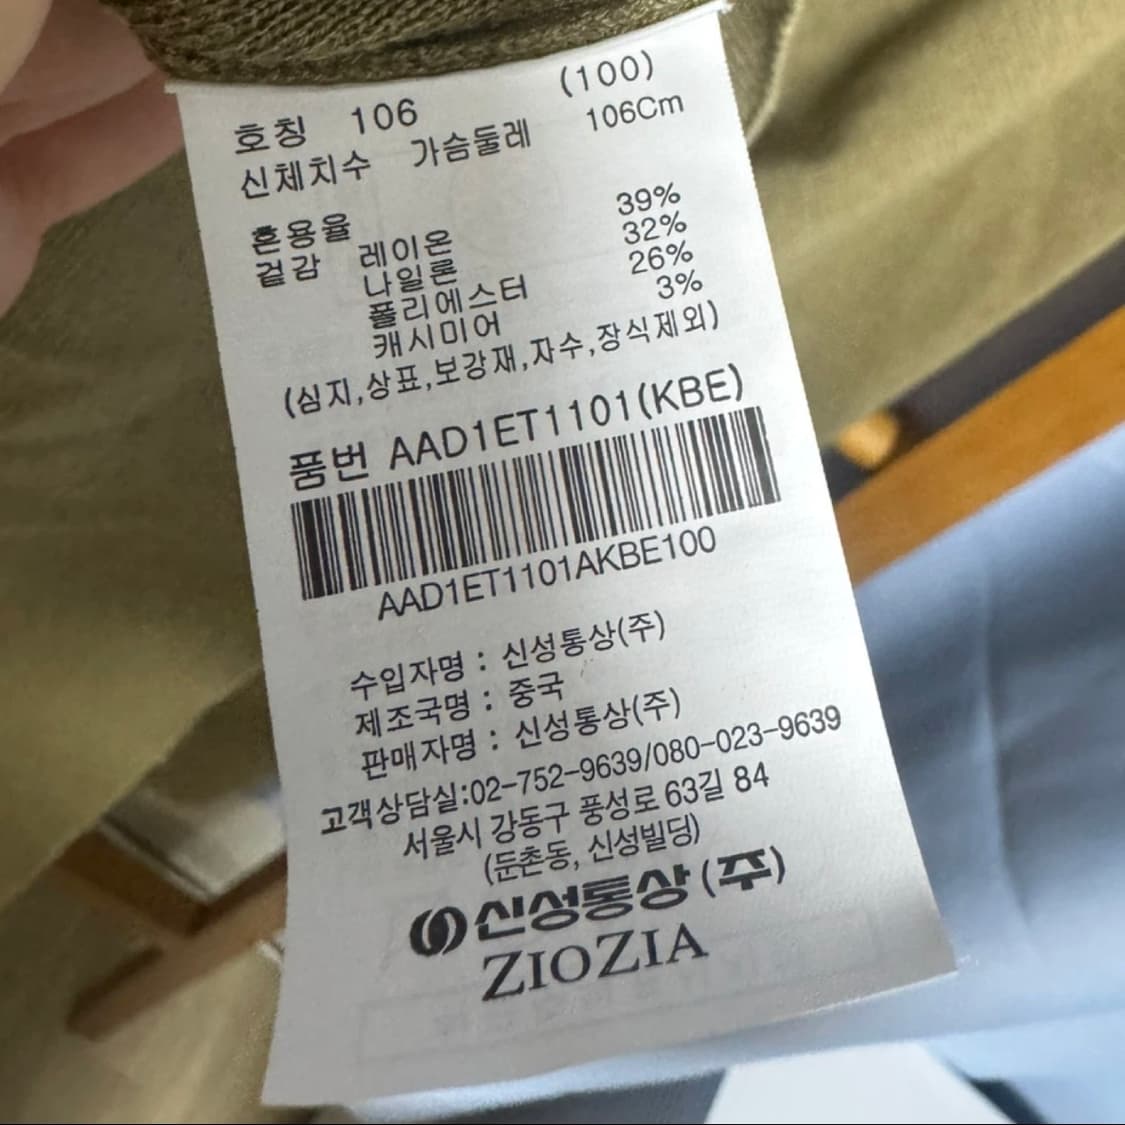 호칭 106 (100)
신체치수 가슴둘레 106Cm
혼용율
겉감 레이온 39%
나일론 32%
폴리에스터 26%
캐시미어 3%
(심지,상표,보강재,자수,장식제외)
품번 AAD1ET1101(KBE)
AAD1ET1101AKBE100
수입자명 : 신성통상(주)
제조국명 : 중국
판매자명 : 신성통상(주)
고객상담실:02-752-9639/080-023-9639
서울시 강동구 풍성로 63길 84
(둔촌동, 신성빌딩)
신성통상(주)
ZIOZIA